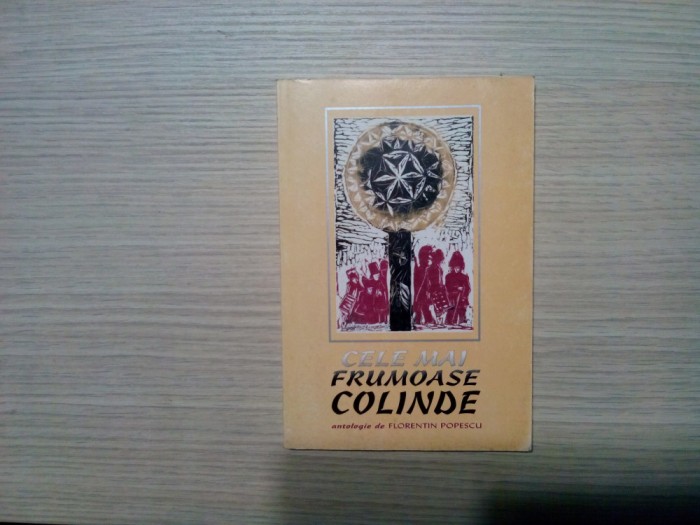 CELE MAI
FRUMOASE
COLINDE
antologie de FLORENTIN POPESCU